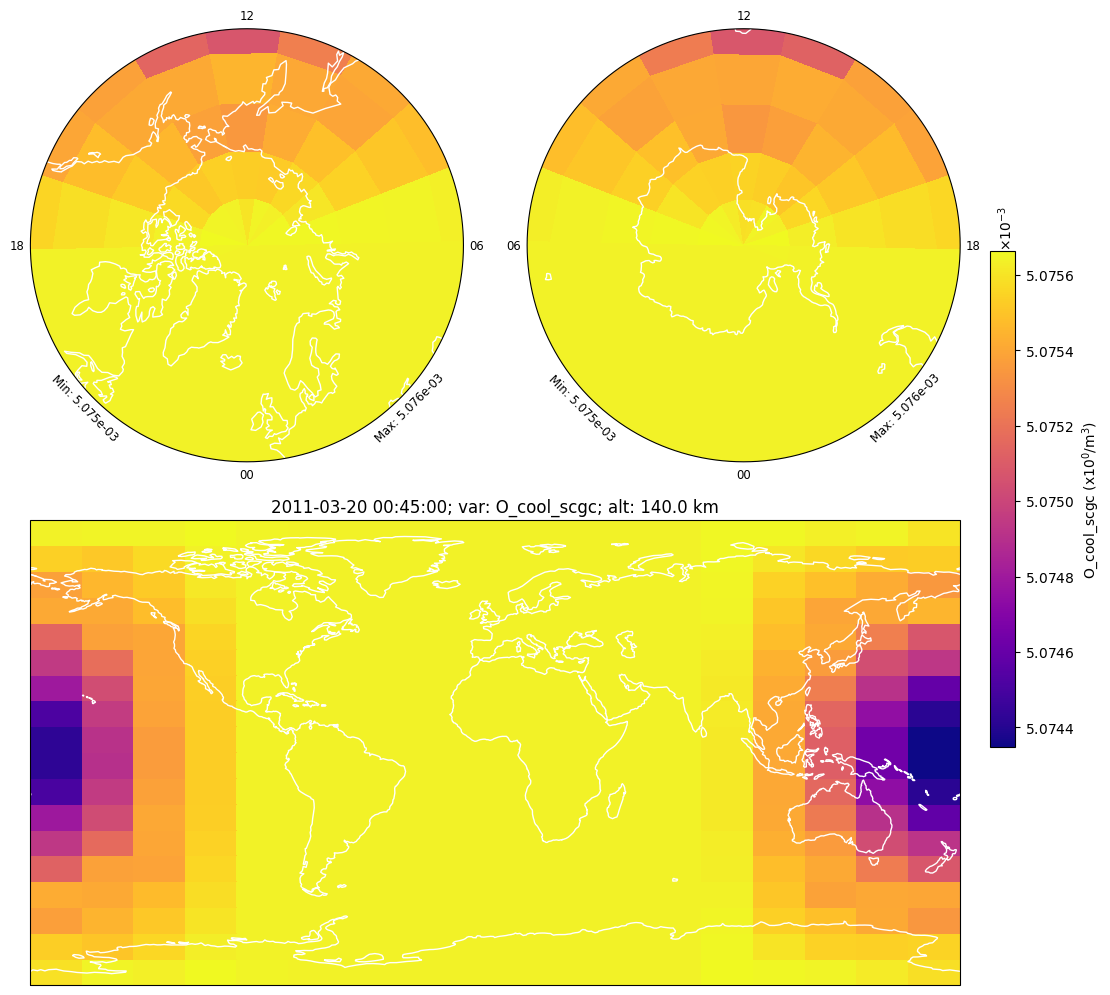 12
12
18
06
06
18
Min: 5.075e-03
Max: 5.076e-03
Min: 5.075e-03
Max: 5.076e-03
00
00
2011-03-20 00:45:00; var: O_cool_scgc; alt: 140.0 km
×10⁻³
5.0756
5.0754
5.0752
5.0750
5.0748
5.0746
5.0744
O_cool_scgc (x10⁰/m³)